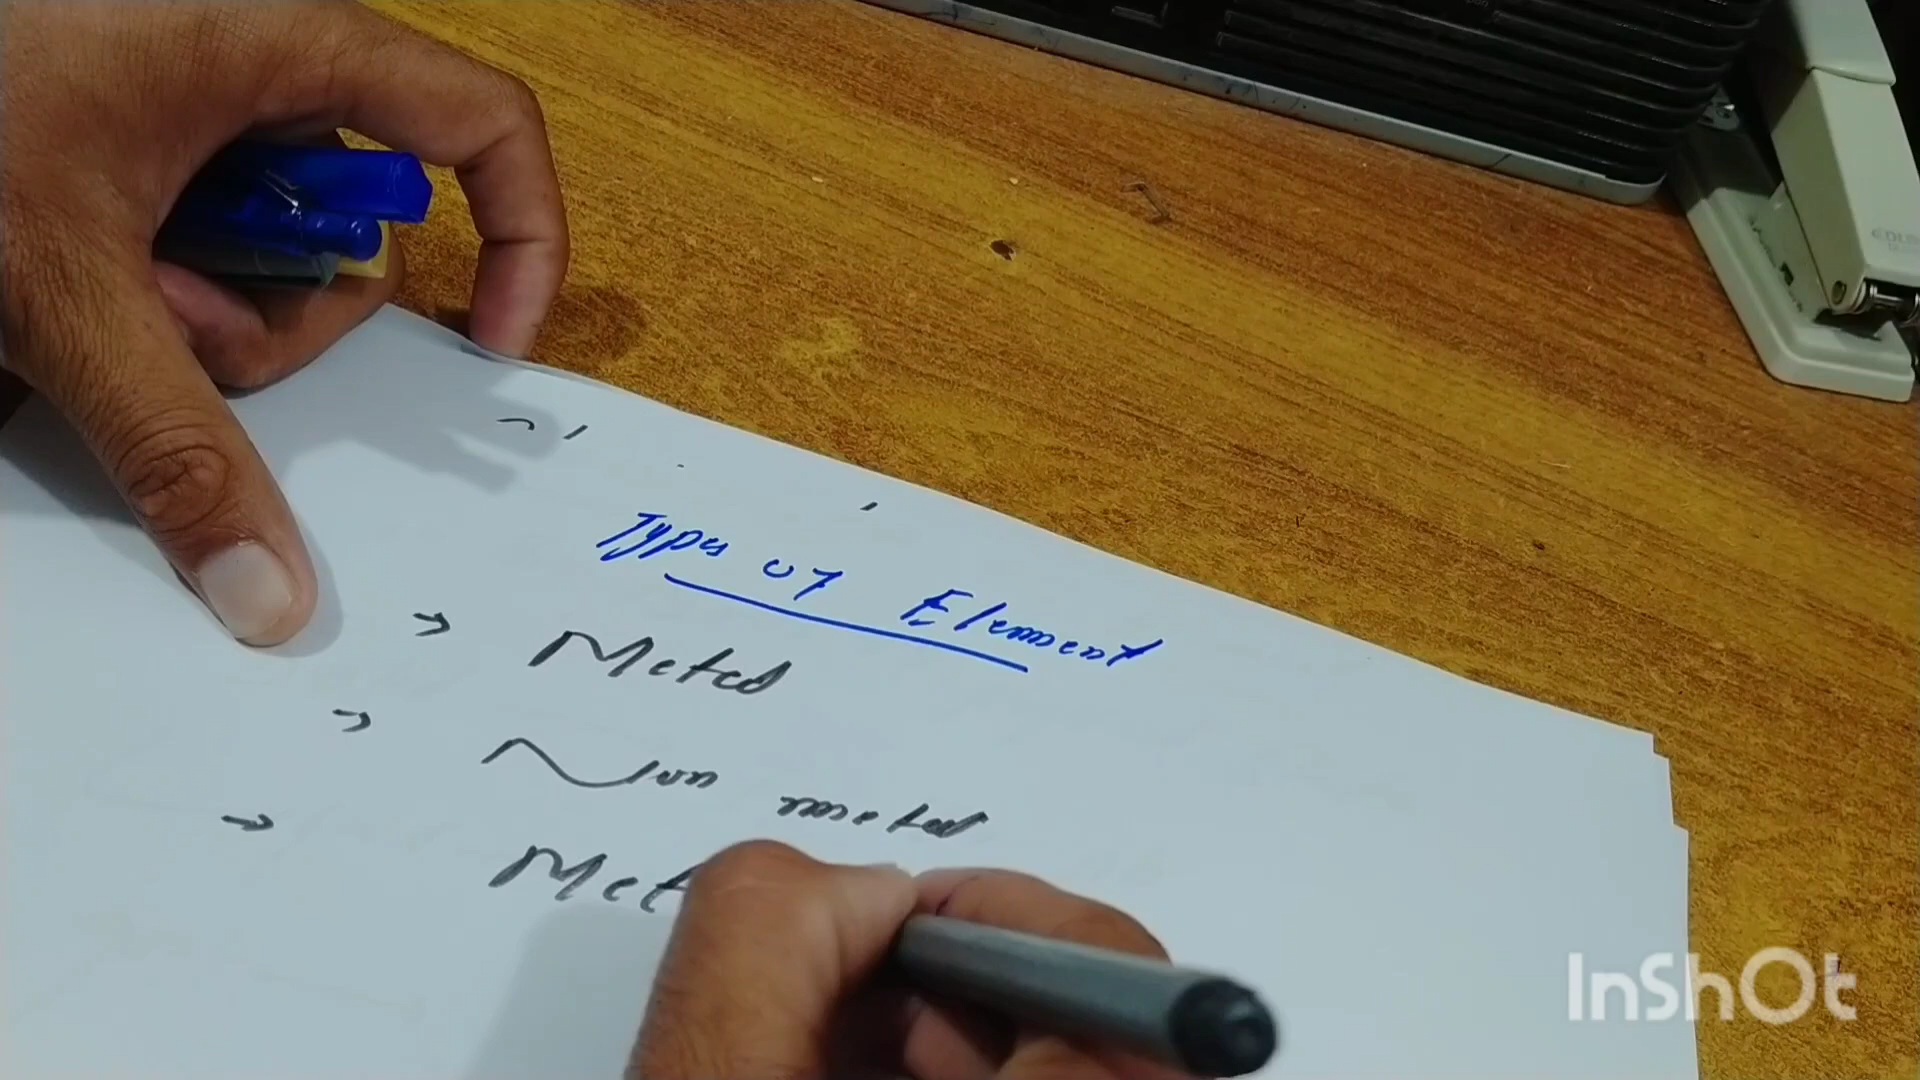 Types of Element
→ Metal
→ Non metal
→ Met
InShOt